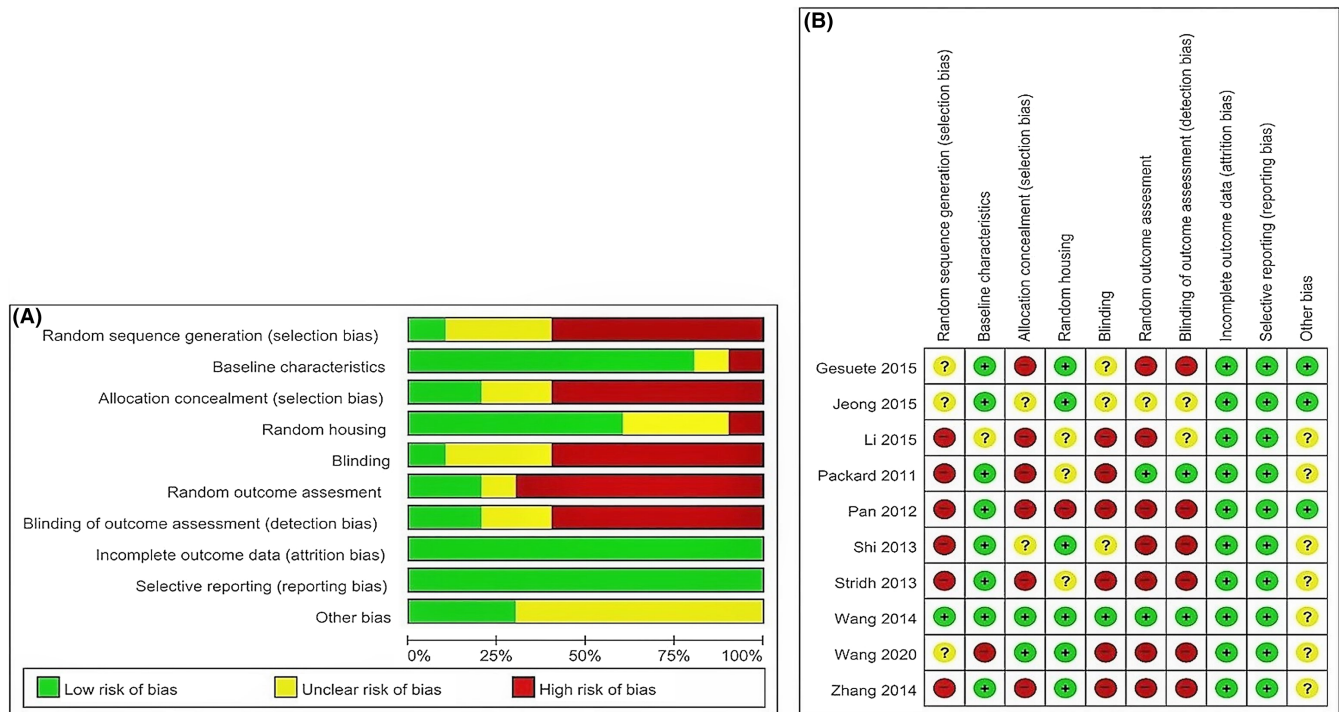 (A)
Random sequence generation (selection bias)
Baseline characteristics
Allocation concealment (selection bias)
Random housing
Blinding
Random outcome assesment
Blinding of outcome assessment (detection bias)
Incomplete outcome data (attrition bias)
Selective reporting (reporting bias)
Other bias
0% 25% 50% 75% 100%
Low risk of bias Unclear risk of bias High risk of bias
(B)
Random sequence generation (selection bias)
Baseline characteristics
Allocation concealment (selection bias)
Random housing
Blinding
Random outcome assesment
Blinding of outcome assessment (detection bias)
Incomplete outcome data (attrition bias)
Selective reporting (reporting bias)
Other bias
Gesuete 2015 ? + - + ? - - + + +
Jeong 2015 ? + ? + ? ? ? + + +
Li 2015 - ? - ? - - ? + + ?
Packard 2011 - + - ? - + + + + ?
Pan 2012 - + - - - - - + + +
Shi 2013 - + ? + ? - - + + ?
Stridh 2013 - + - ? - - - + + ?
Wang 2014 + + + + + + + + + ?
Wang 2020 ? - + + - - - + + ?
Zhang 2014 - + - + - - - + + ?